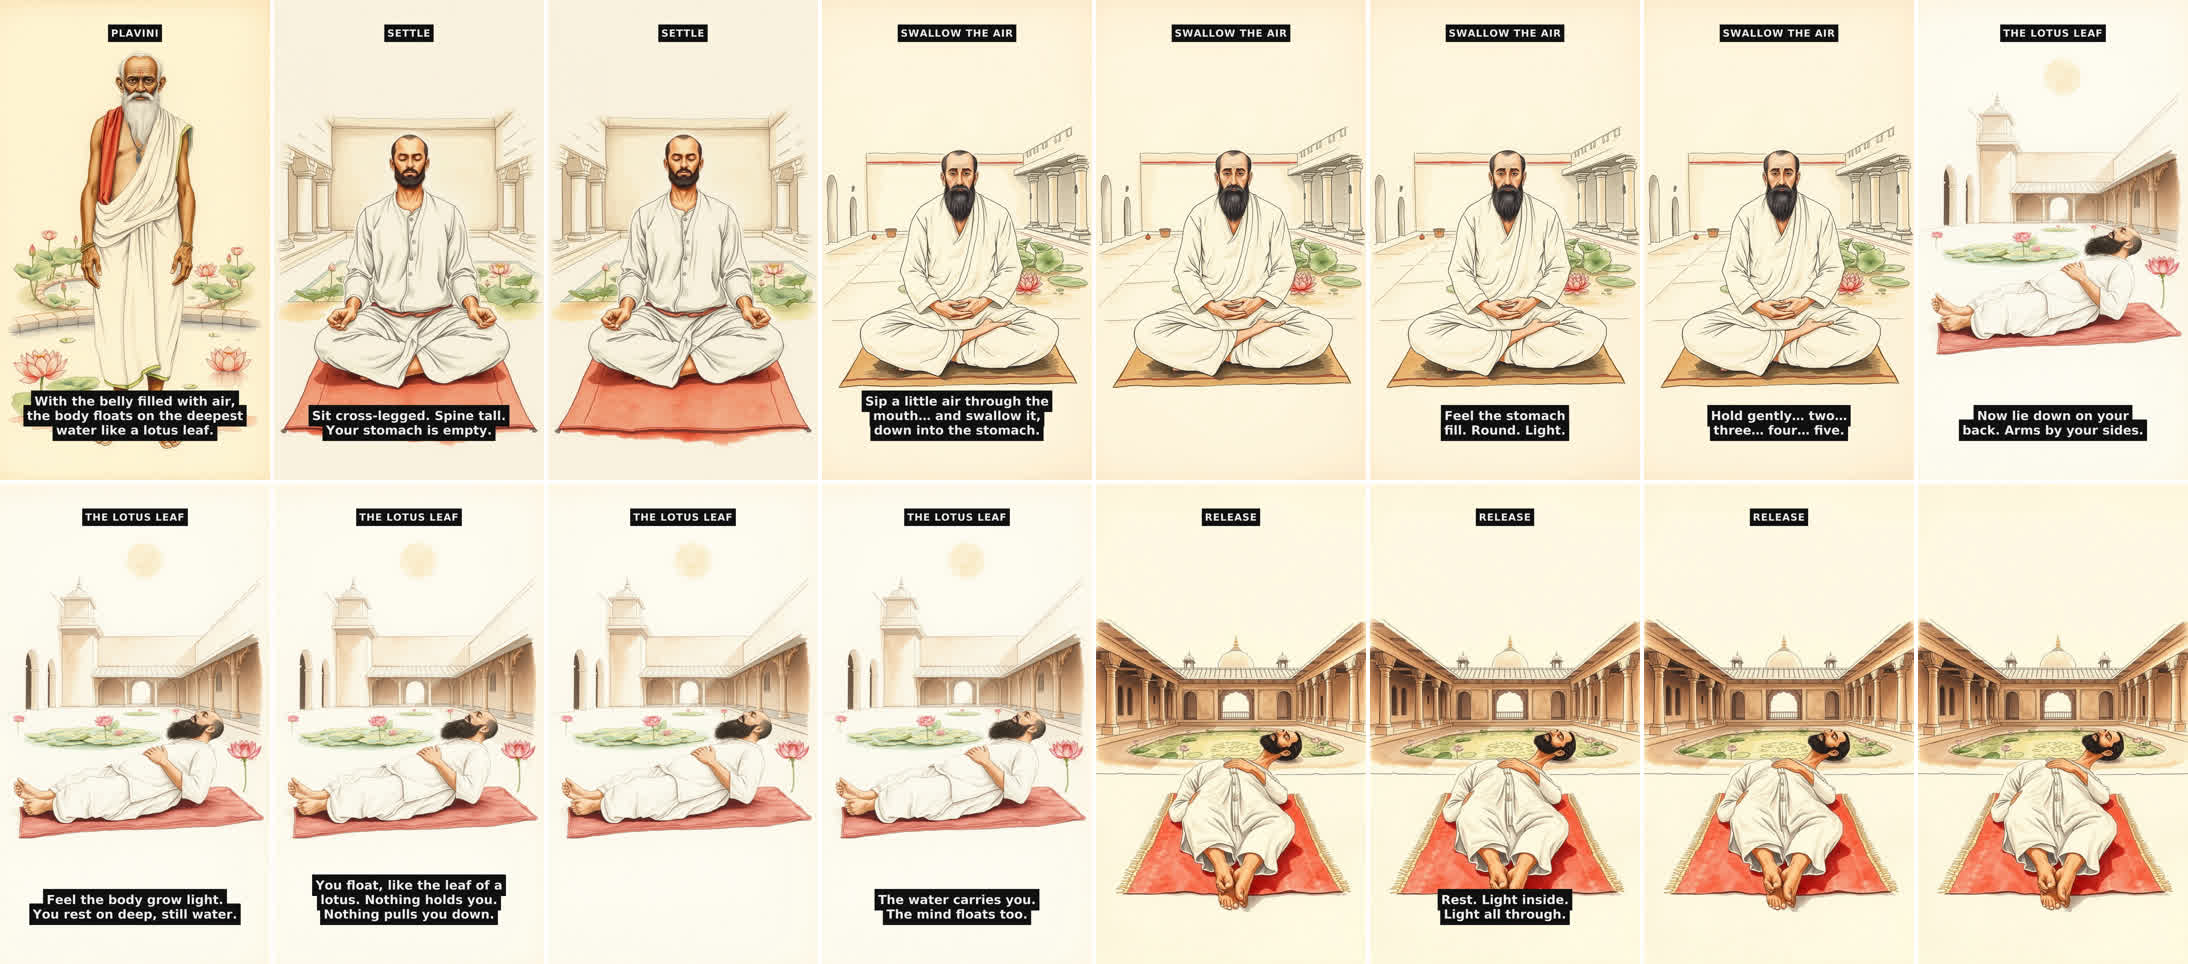 PLAVINI
With the belly filled with air,
the body floats on the deepest
water like a lotus leaf.
SETTLE
Sit cross-legged. Spine tall.
Your stomach is empty.
SETTLE
SWALLOW THE AIR
Sip a little air through the
mouth… and swallow it,
down into the stomach.
SWALLOW THE AIR
SWALLOW THE AIR
Feel the stomach
fill. Round. Light.
SWALLOW THE AIR
Hold gently… two…
three… four… five.
THE LOTUS LEAF
Now lie down on your
back. Arms by your sides.
THE LOTUS LEAF
Feel the body grow light.
You rest on deep, still water.
THE LOTUS LEAF
You float, like the leaf of a
lotus. Nothing holds you.
Nothing pulls you down.
THE LOTUS LEAF
THE LOTUS LEAF
The water carries you.
The mind floats too.
RELEASE
RELEASE
Rest. Light inside.
Light all through.
RELEASE